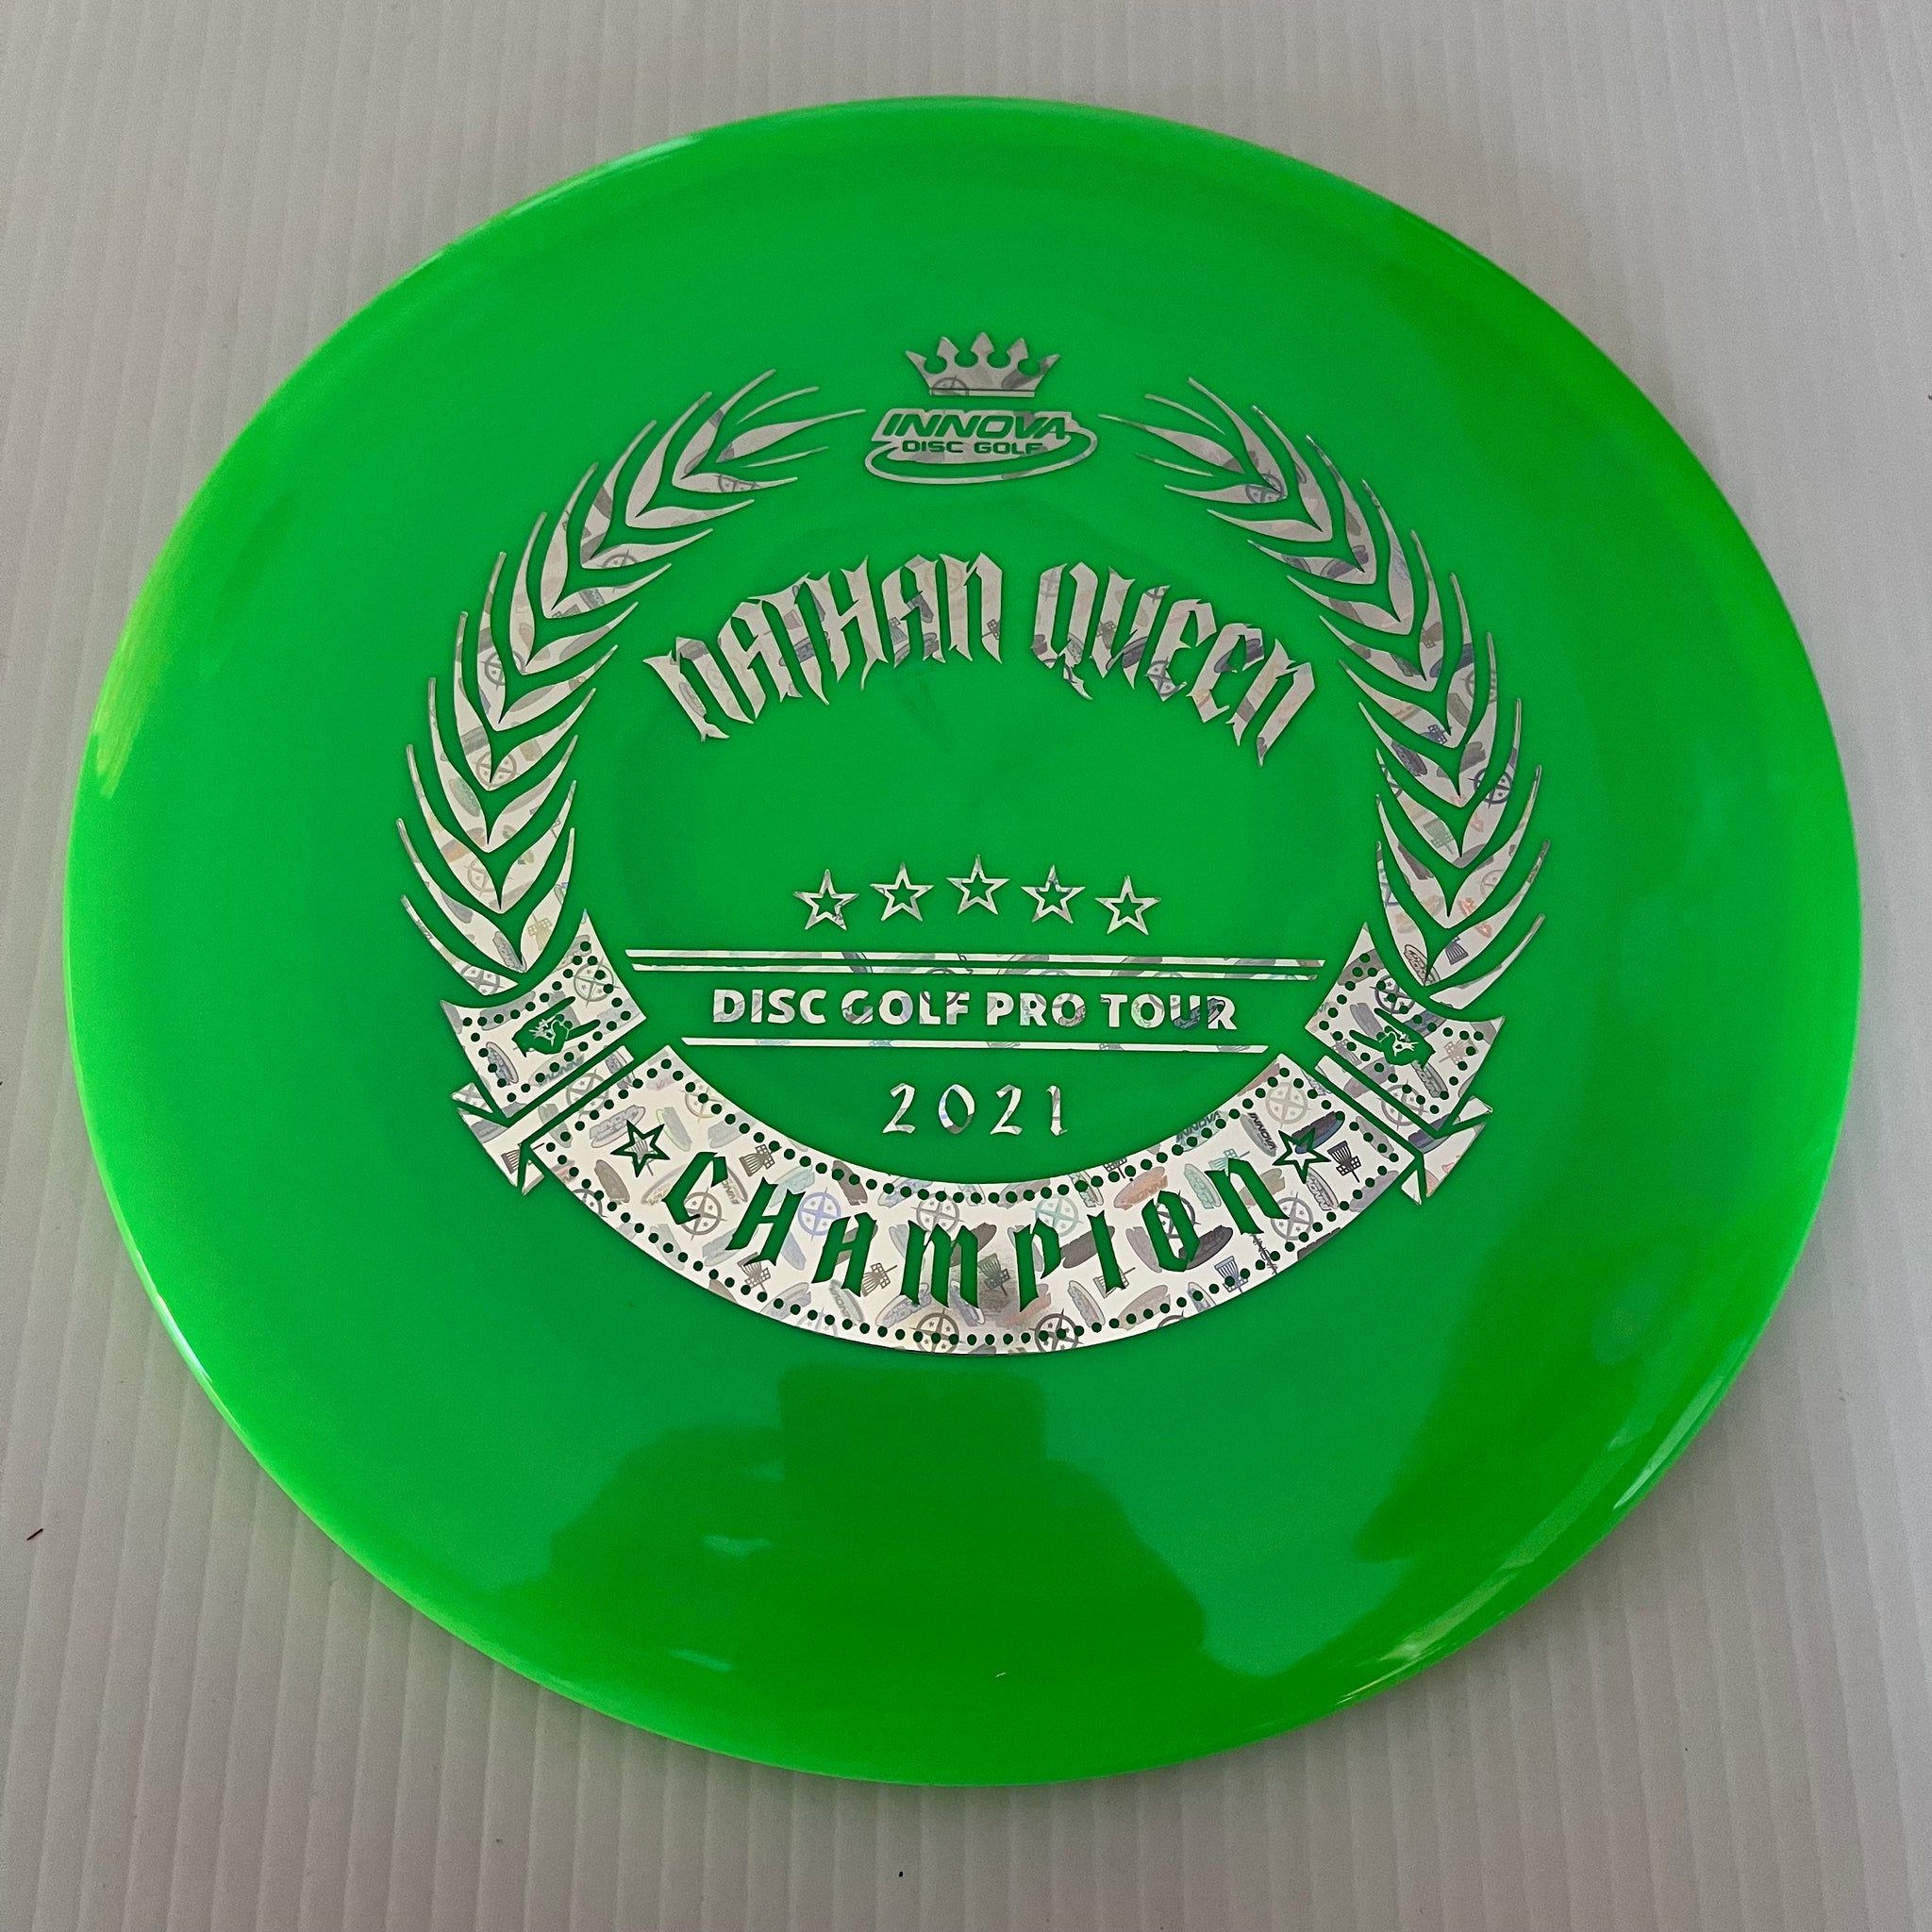 INNOVA
DISC GOLF
NATHAN QUEEN
DISC GOLF PRO TOUR
2021
CHAMPION